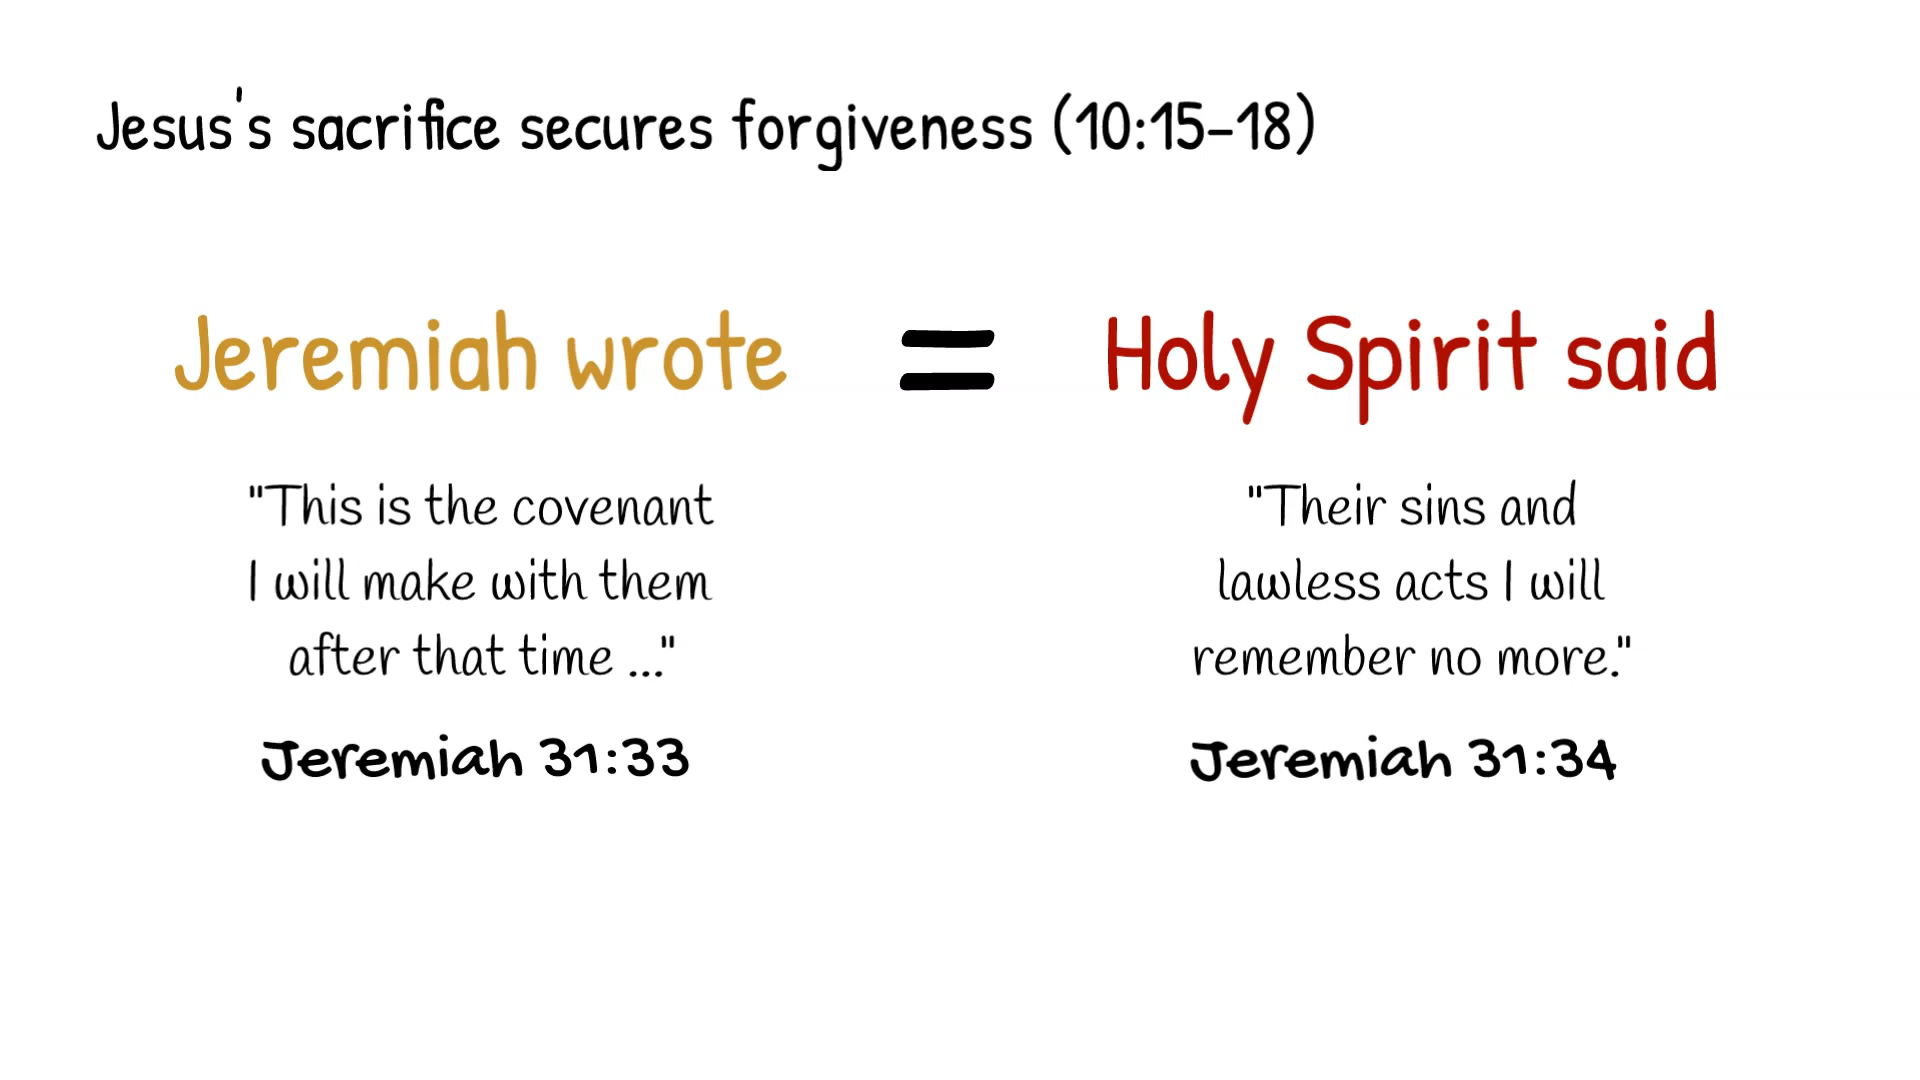 Jesus's sacrifice secures forgiveness (10:15–18)
Jeremiah wrote = Holy Spirit said
"This is the covenant
I will make with them
after that time ..."
Jeremiah 31:33
"Their sins and
lawless acts I will
remember no more."
Jeremiah 31:34